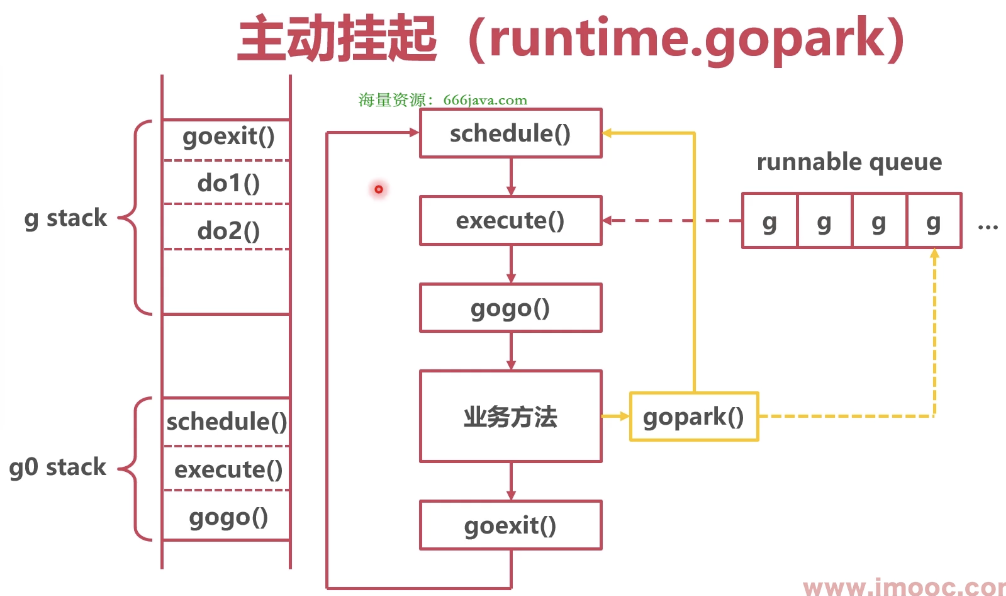 主动挂起（runtime.gopark）
海量资源：666java.com
g stack
goexit()
do1()
do2()
g0 stack
schedule()
execute()
gogo()
schedule()
execute()
gogo()
业务方法
gopark()
goexit()
runnable queue
g g g g ...
www.imooc.com